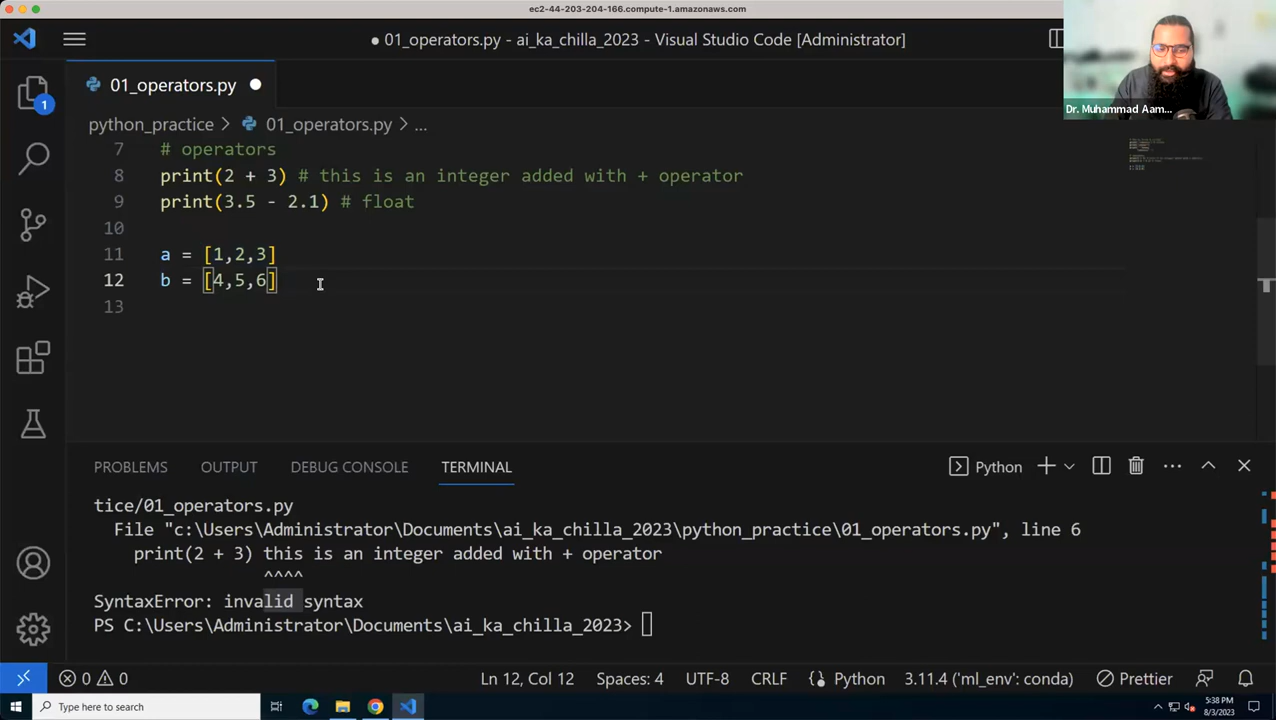 ec2-44-203-204-166.compute-1.amazonaws.com
● 01_operators.py - ai_ka_chilla_2023 - Visual Studio Code [Administrator]
Dr. Muhammad Aam...
1
01_operators.py
python_practice > 01_operators.py > ...
7 # operators
8 print(2 + 3) # this is an integer added with + operator
9 print(3.5 - 2.1) # float
10
11 a = [1,2,3]
12 b = [4,5,6]
13
PROBLEMS OUTPUT DEBUG CONSOLE TERMINAL
Python
tice/01_operators.py
File "c:\Users\Administrator\Documents\ai_ka_chilla_2023\python_practice\01_operators.py", line 6
print(2 + 3) this is an integer added with + operator
^^^^
SyntaxError: invalid syntax
PS C:\Users\Administrator\Documents\ai_ka_chilla_2023>
0 0 Ln 12, Col 12 Spaces: 4 UTF-8 CRLF Python 3.11.4 ('ml_env': conda) Prettier
Type here to search
5:38 PM
8/3/2023